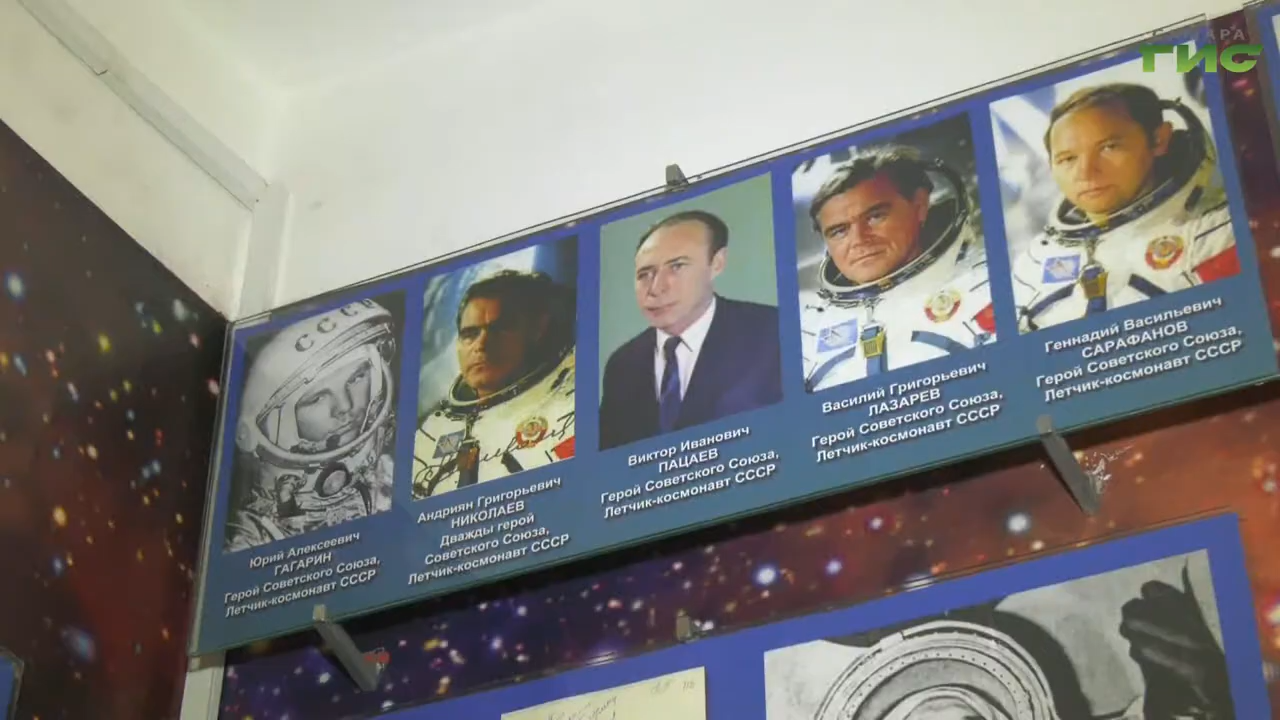 САМАРА
ГИС
СССР
Юрий Алексеевич
ГАГАРИН
Герой Советского Союза,
Летчик-космонавт СССР
Андриян Григорьевич
НИКОЛАЕВ
Дважды герой
Советского Союза,
Летчик-космонавт СССР
Виктор Иванович
ПАЦАЕВ
Герой Советского Союза,
Летчик-космонавт СССР
Василий Григорьевич
ЛАЗАРЕВ
Герой Советского Союза,
Летчик-космонавт СССР
Геннадий Васильевич
САРАФАНОВ
Герой Советского Союза,
Летчик-космонавт СССР